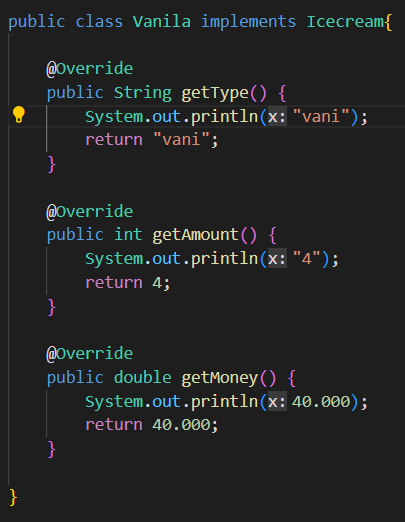 public class Vanila implements Icecream{
@Override
public String getType() {
System.out.println(x: "vani");
return "vani";
}
@Override
public int getAmount() {
System.out.println(x: "4");
return 4;
}
@Override
public double getMoney() {
System.out.println(x: 40.000);
return 40.000;
}
}